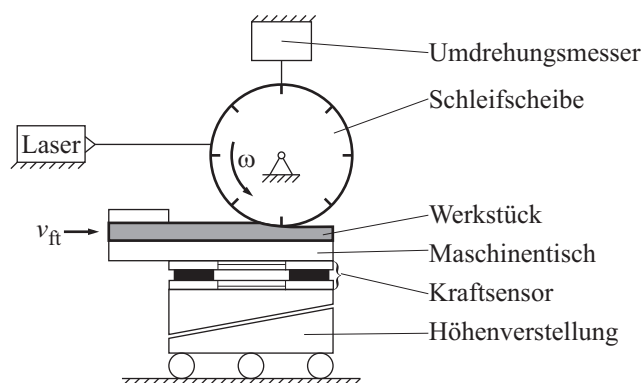 Umdrehungsmesser
Schleifscheibe
Laser
ω
Werkstück
v_ft
Maschinentisch
Kraftsensor
Höhenverstellung